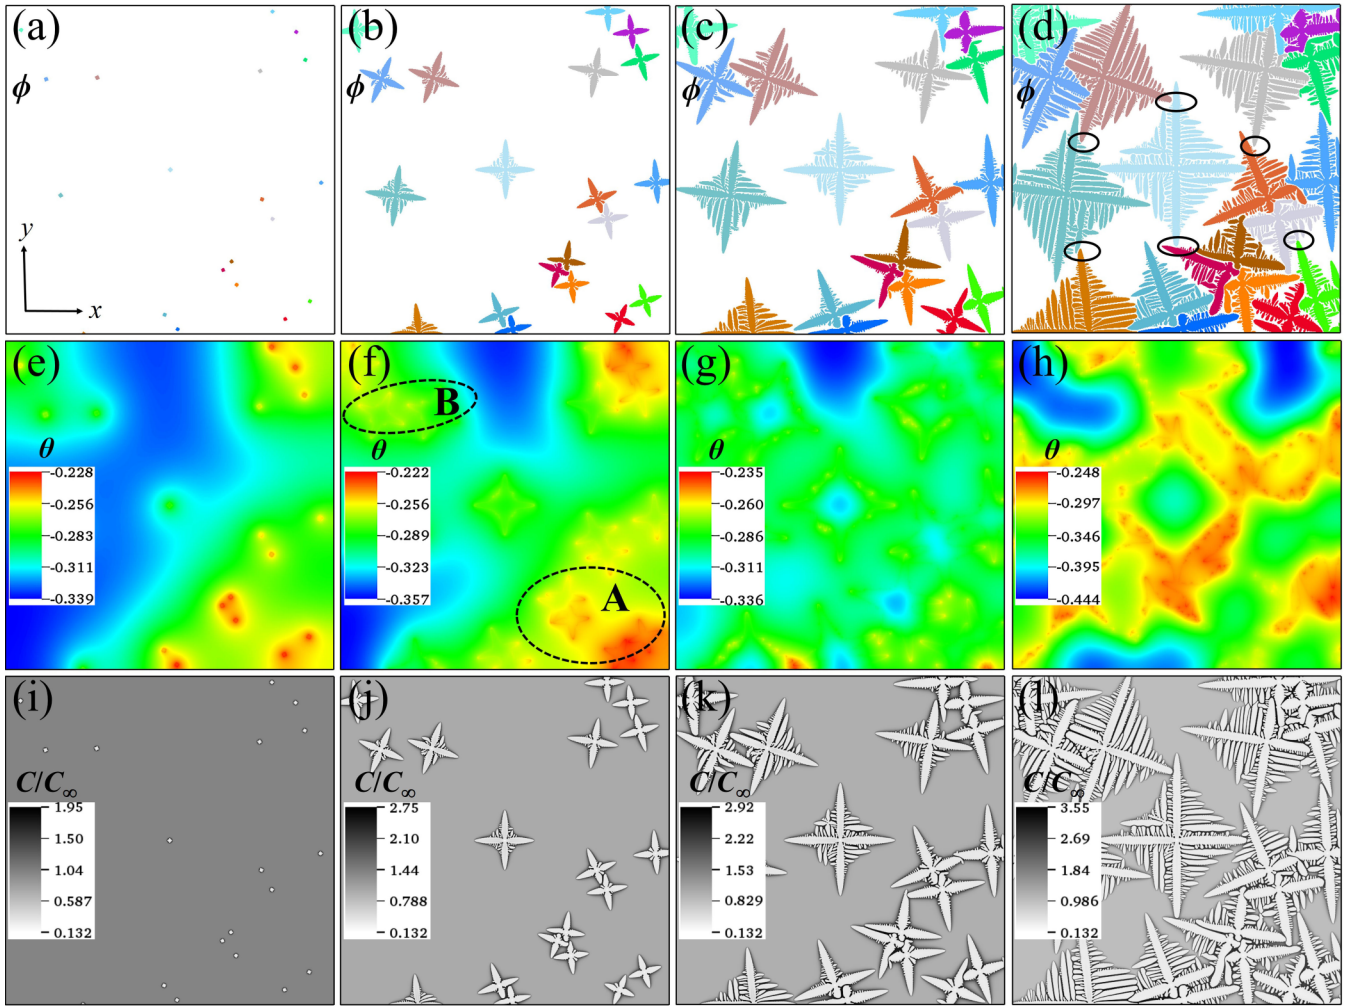 (a) (b) (c) (d)
ϕ ϕ ϕ ϕ
y
x
(e) (f) (g) (h)
B
θ θ θ θ
-0.228 -0.222 -0.235 -0.248
-0.256 -0.256 -0.260 -0.297
-0.283 -0.289 -0.286 -0.346
-0.311 -0.323 -0.311 -0.395
-0.339 -0.357 -0.336 -0.444
A
(i) (j) (k) (l)
C/C∞ C/C∞ C/C∞ C/C∞
1.95 2.75 2.92 3.55
1.50 2.10 2.22 2.69
1.04 1.44 1.53 1.84
0.587 0.788 0.829 0.986
0.132 0.132 0.132 0.132